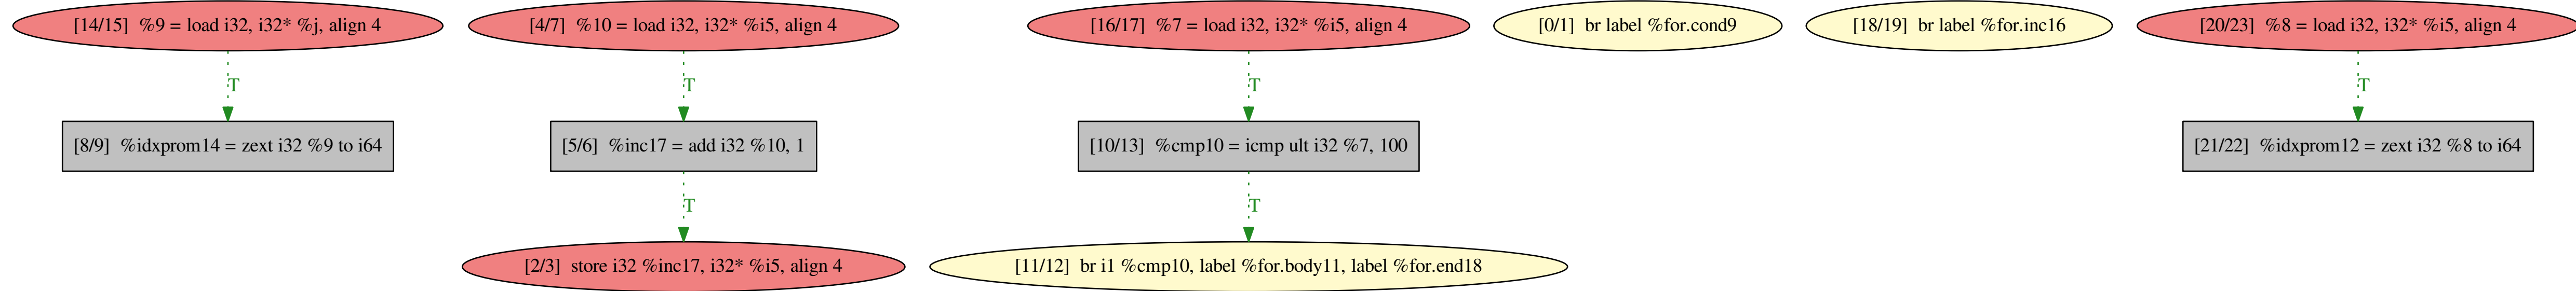 [14/15]  %9 = load i32, i32* %j, align 4
[4/7]  %10 = load i32, i32* %i5, align 4
[16/17]  %7 = load i32, i32* %i5, align 4
[0/1]  br label %for.cond9
[18/19]  br label %for.inc16
[20/23]  %8 = load i32, i32* %i5, align 4
T
T
T
T
[8/9]  %idxprom14 = zext i32 %9 to i64
[5/6]  %inc17 = add i32 %10, 1
[10/13]  %cmp10 = icmp ult i32 %7, 100
[21/22]  %idxprom12 = zext i32 %8 to i64
T
T
[2/3]  store i32 %inc17, i32* %i5, align 4
[11/12]  br i1 %cmp10, label %for.body11, label %for.end18